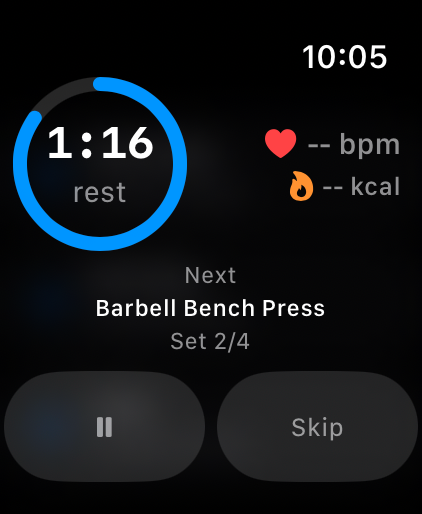 10:05
1:16
rest
-- bpm
-- kcal
Next
Barbell Bench Press
Set 2/4
Skip